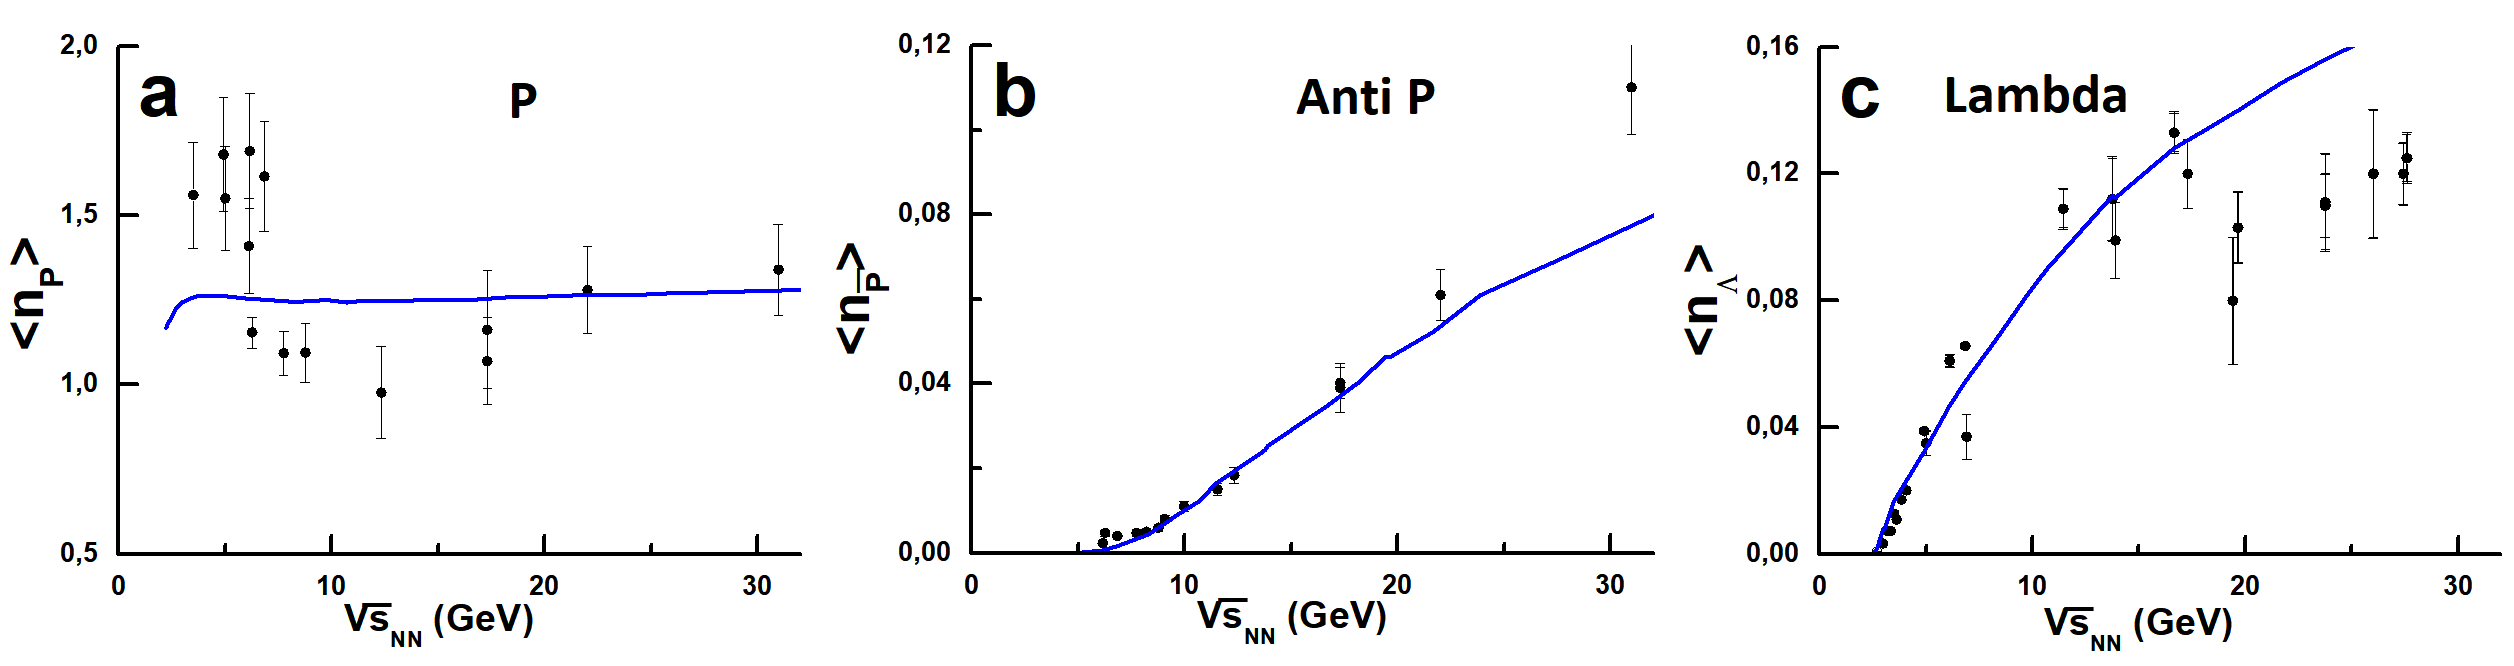 a
P
2,0
1,5
1,0
0,5
<n_P>
0
10
20
30
V̅s_NN (GeV)
b
Anti P
0,12
0,08
0,04
0,00
<n_P̅>
0
10
20
30
V̅s_NN (GeV)
c
Lambda
0,16
0,12
0,08
0,04
0,00
<n_Λ>
0
10
20
30
V̅s_NN (GeV)